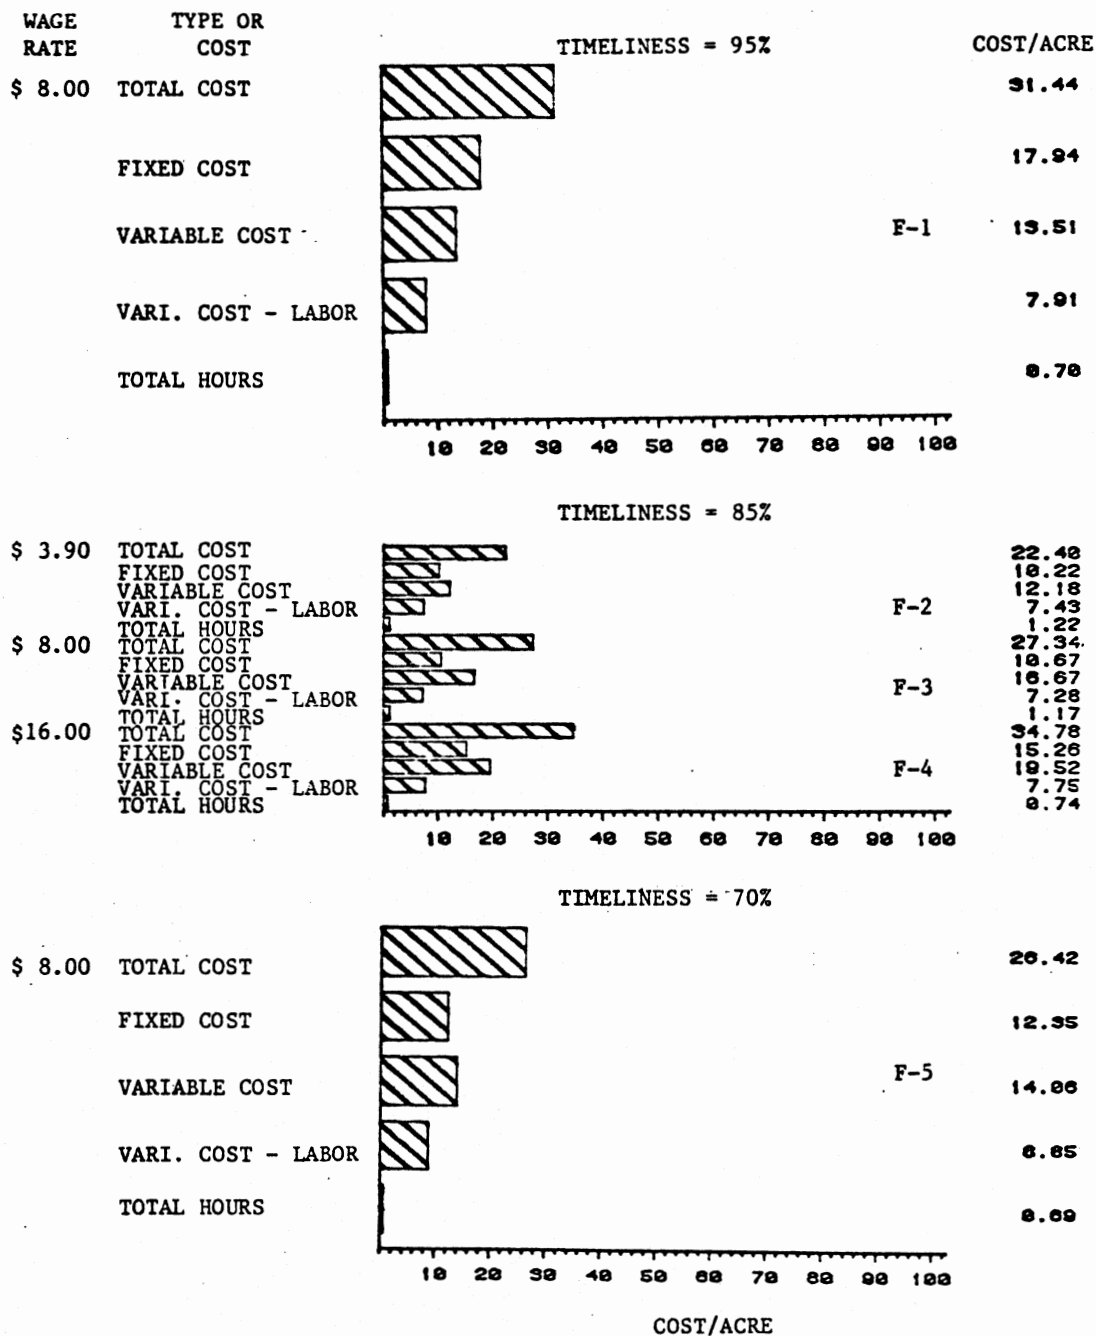 WAGE TYPE OR
RATE COST TIMELINESS = 95% COST/ACRE
$ 8.00 TOTAL COST 31.44
FIXED COST 17.94
VARIABLE COST F-1 13.51
VARI. COST - LABOR 7.91
TOTAL HOURS 0.70
10 20 30 40 50 60 70 80 90 100
TIMELINESS = 85%
$ 3.90 TOTAL COST 22.40
FIXED COST 10.22
VARIABLE COST 12.18
VARI. COST - LABOR F-2 7.43
TOTAL HOURS 1.22
$ 8.00 TOTAL COST 27.34
FIXED COST 10.67
VARIABLE COST 16.67
VARI. COST - LABOR F-3 7.28
TOTAL HOURS 1.17
$16.00 TOTAL COST 34.78
FIXED COST 15.26
VARIABLE COST F-4 19.52
VARI. COST - LABOR 7.75
TOTAL HOURS 0.74
10 20 30 40 50 60 70 80 90 100
TIMELINESS = 70%
$ 8.00 TOTAL COST 26.42
FIXED COST 12.35
VARIABLE COST F-5 14.06
VARI. COST - LABOR 8.65
TOTAL HOURS 0.69
10 20 30 40 50 60 70 80 90 100
COST/ACRE